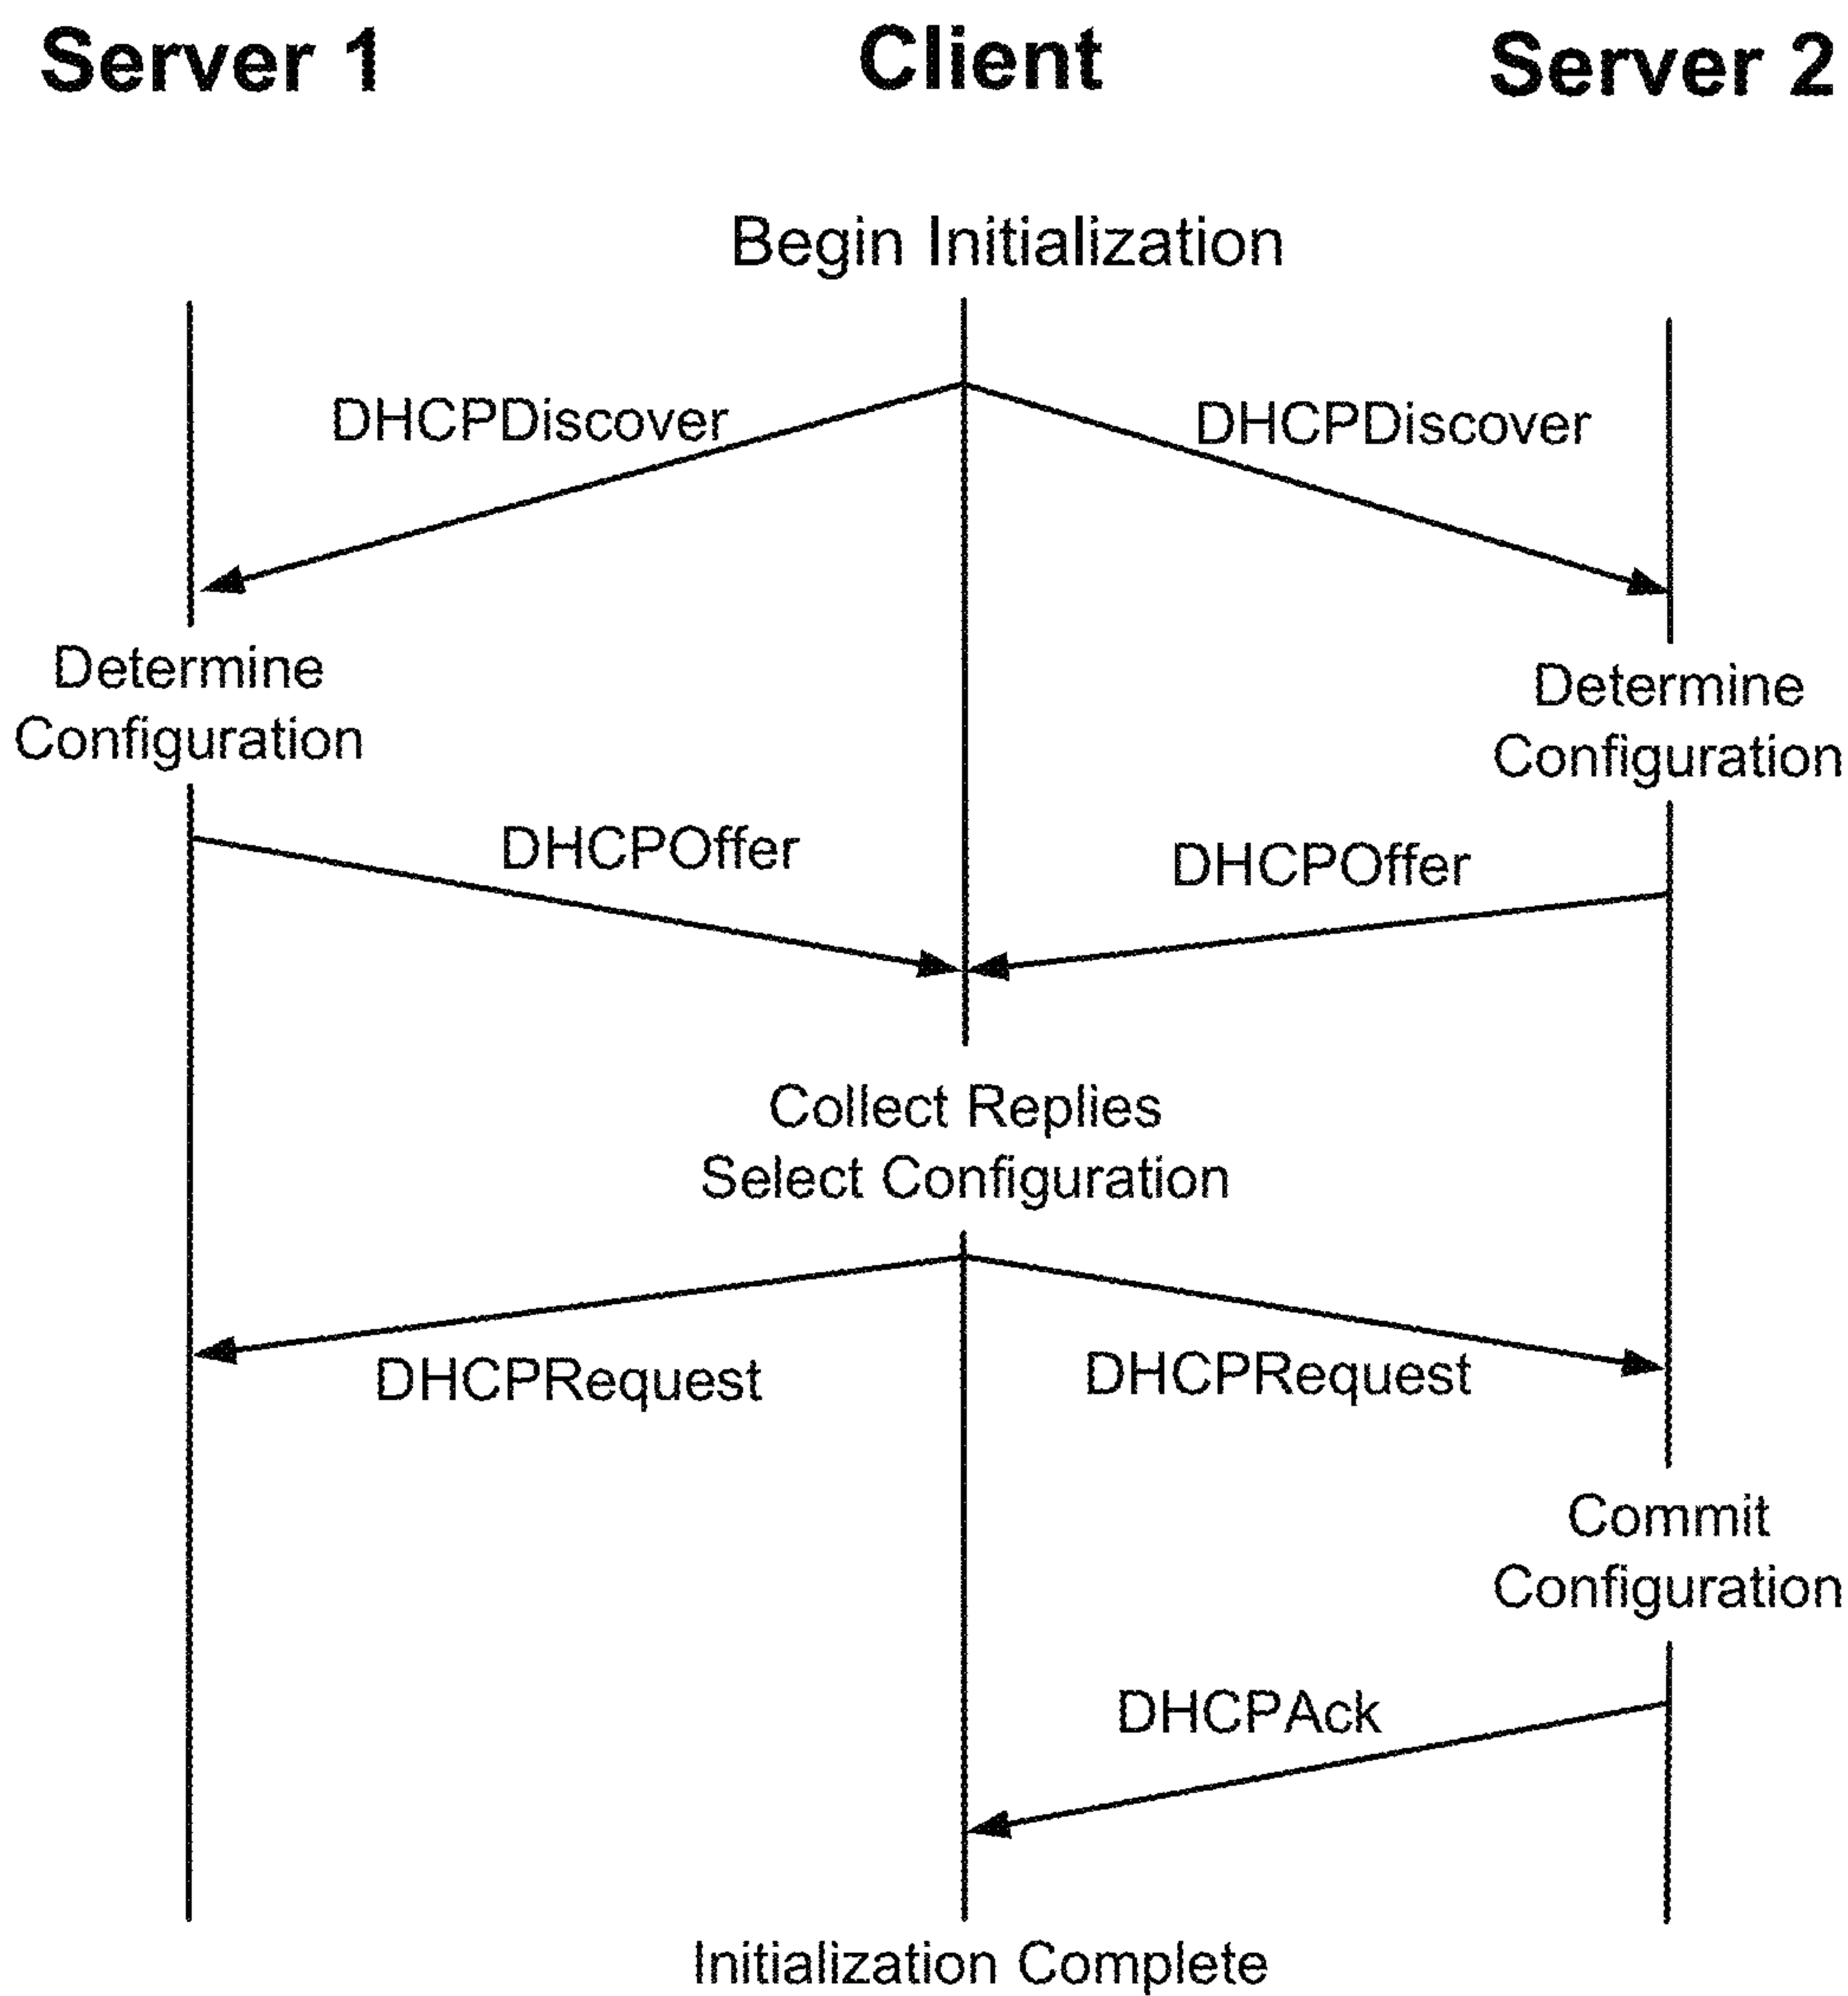 Server 1
Client
Server 2
Begin Initialization
DHCPDiscover
DHCPDiscover
Determine
Configuration
Determine
Configuration
DHCPOffer
DHCPOffer
Collect Replies
Select Configuration
DHCPRequest
DHCPRequest
Commit
Configuration
DHCPAck
Initialization Complete